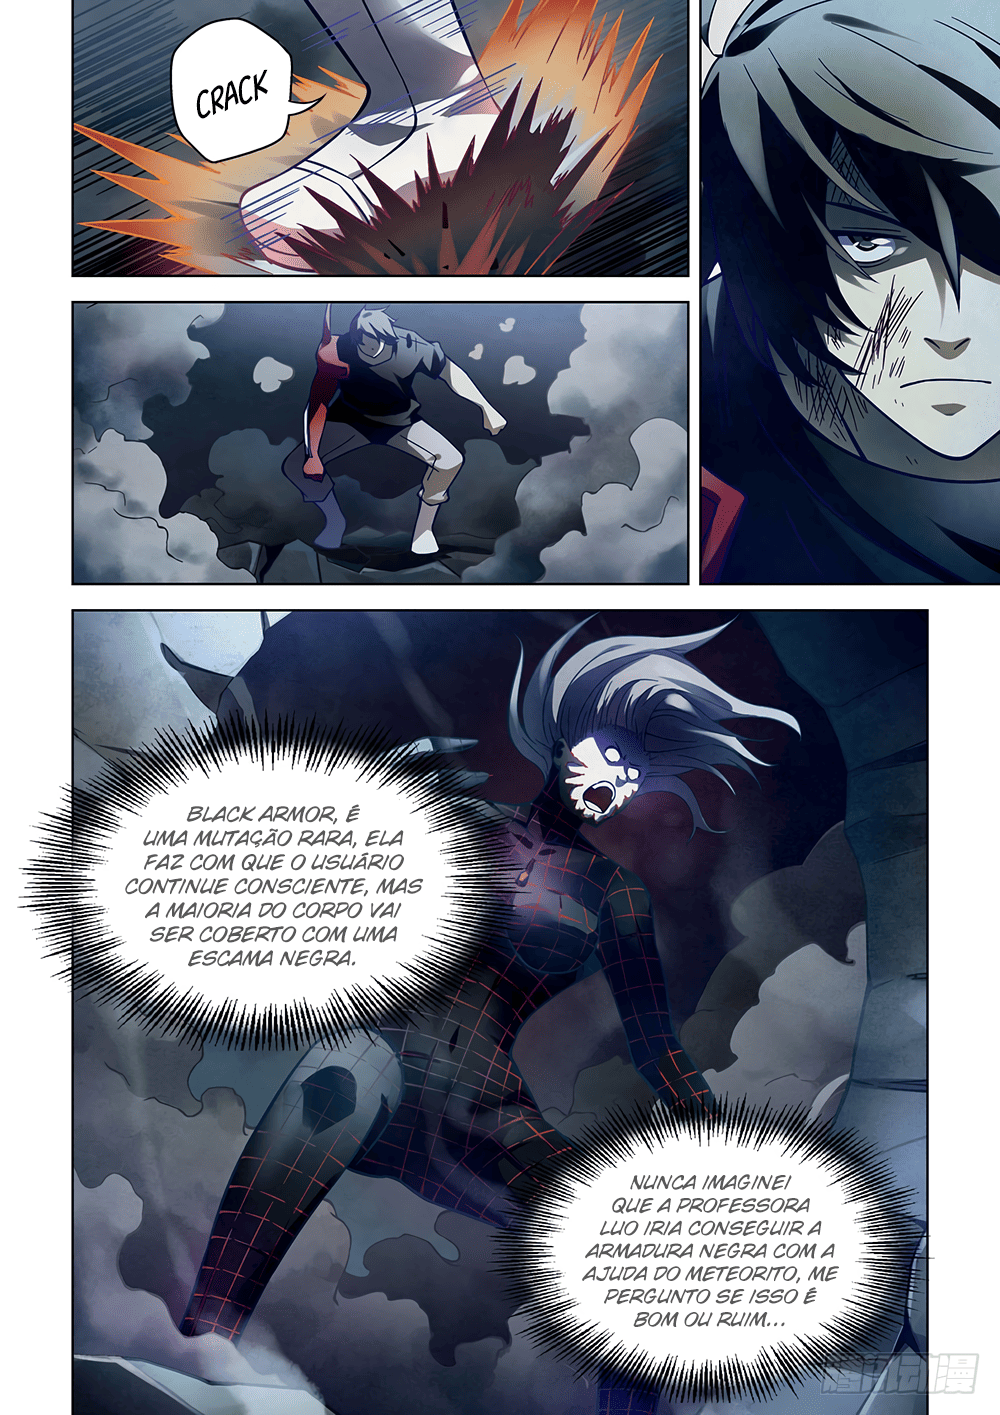 CRACK
BLACK ARMOR, É
UMA MUTAÇÃO RARA, ELA
FAZ COM QUE O USUÁRIO
CONTINUE CONSCIENTE, MAS
A MAIORIA DO CORPO VAI
SER COBERTO COM UMA
ESCAMA NEGRA.
NUNCA IMAGINEI
QUE A PROFESSORA
LUO IRIA CONSEGUIR A
ARMADURA NEGRA COM A
AJUDA DO METEORITO, ME
PERGUNTO SE ISSO É
BOM OU RUIM...